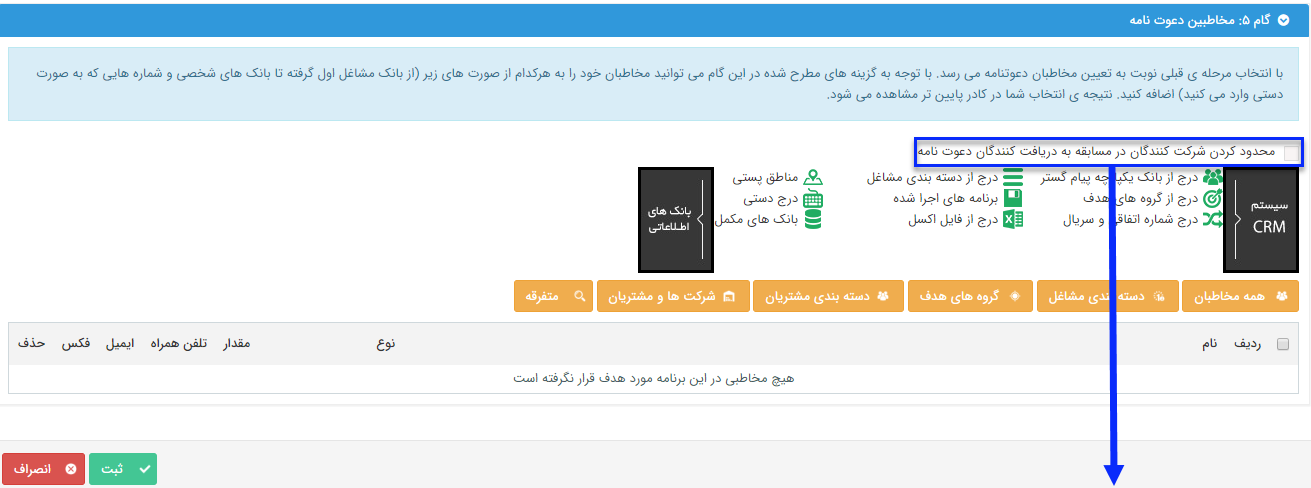 گام ۵: مخاطبین دعوت نامه
با انتخاب مرحله ی قبلی نوبت به تعیین مخاطبان دعوتنامه می رسد. با توجه به گزینه های مطرح شده در این گام می توانید مخاطبان خود را به هرکدام از صورت های زیر (از بانک مشاغل اول گرفته تا بانک های شخصی و شماره هایی که به صورت
دستی وارد می کنید) اضافه کنید. نتیجه ی انتخاب شما در کادر پایین تر مشاهده می شود.
محدود کردن شرکت کنندگان در مسابقه به دریافت کنندگان دعوت نامه
سیستم
CRM
درج از بانک یکپارچه پیام گستر
درج از گروه های هدف
درج شماره اتفاقی و سریال
درج از دسته بندی مشاغل
برنامه های اجرا شده
درج از فایل اکسل
مناطق پستی
درج دستی
بانک های مکمل
بانک های
اطلاعاتی
همه مخاطبان دسته بندی مشاغل گروه های هدف دسته بندی مشتریان شرکت ها و مشتریان متفرقه
ردیف نام نوع مقدار تلفن همراه ایمیل فکس حذف
هیچ مخاطبی در این برنامه مورد هدف قرار نگرفته است
ثبت انصراف